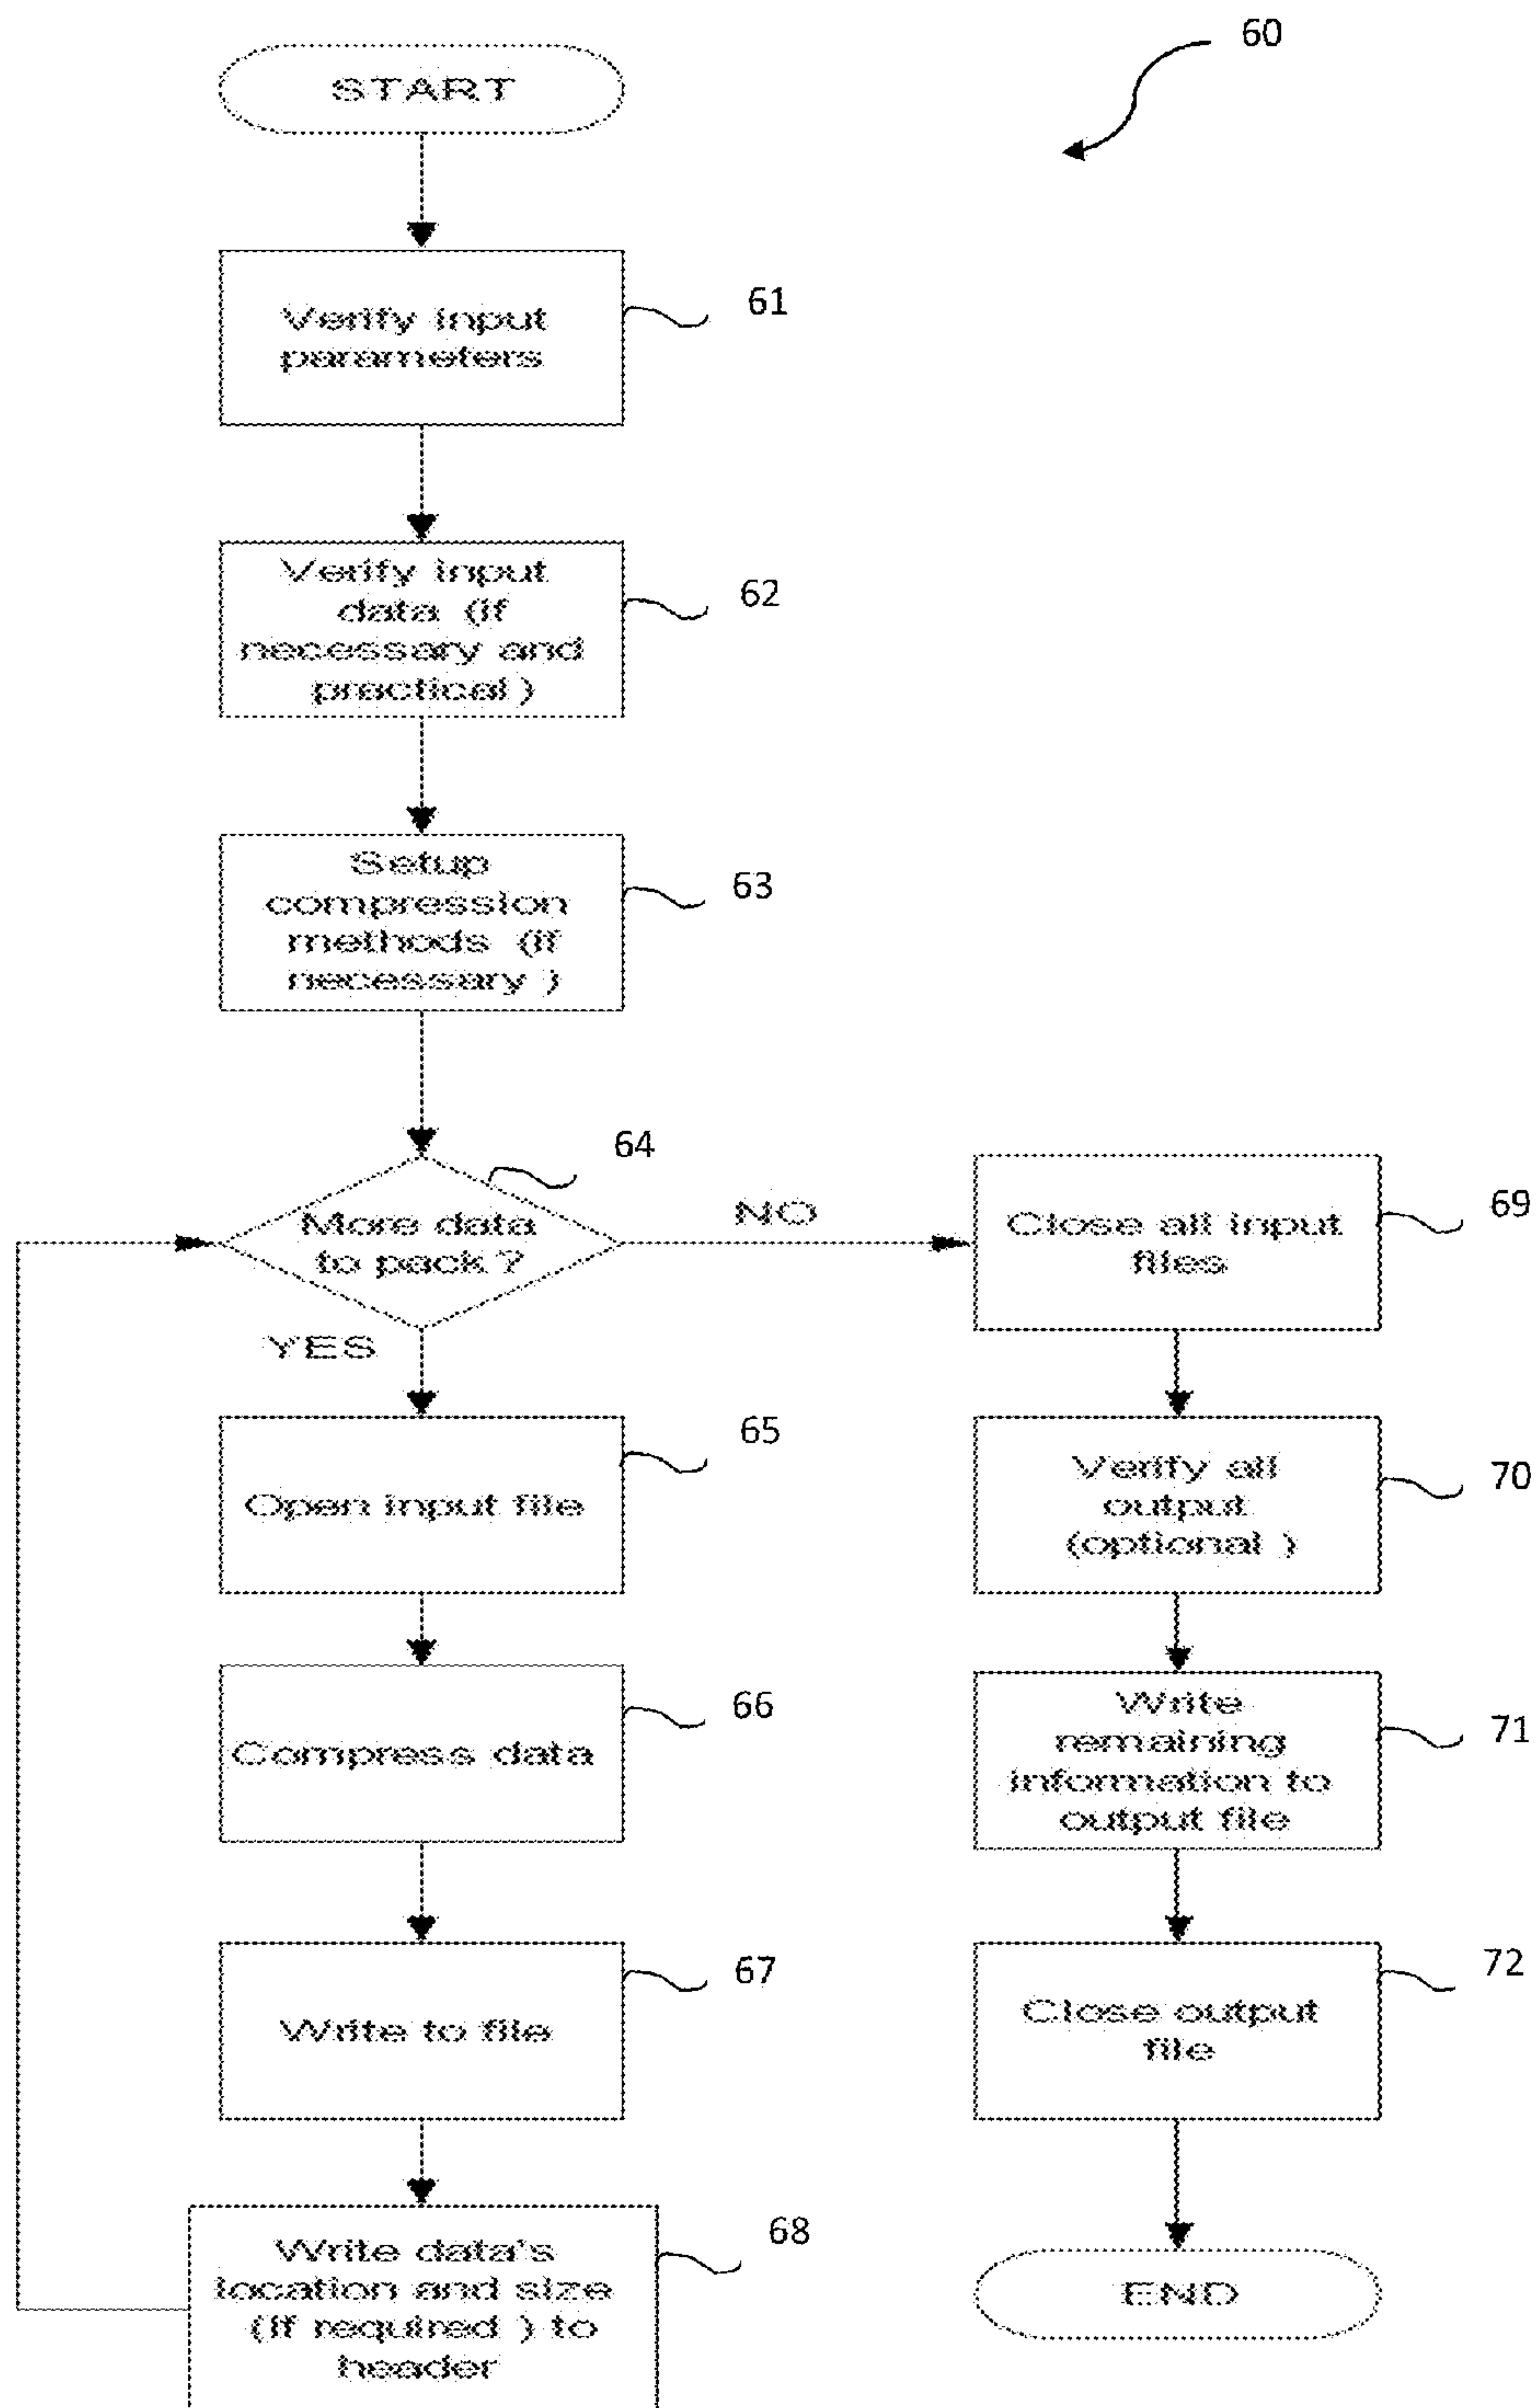 60
START
Verify input
parameters
61
Verify input
data (if
necessary and
practical )
62
Setup
compression
methods (if
necessary )
63
More data
to pack ?
64
YES
NO
Open input file
65
Compress data
66
Write to file
67
Write data's
location and size
(if required ) to
header
68
Close all input
files
69
Verify all
output
(optional )
70
Write
remaining
information to
output file
71
Close output
file
72
END